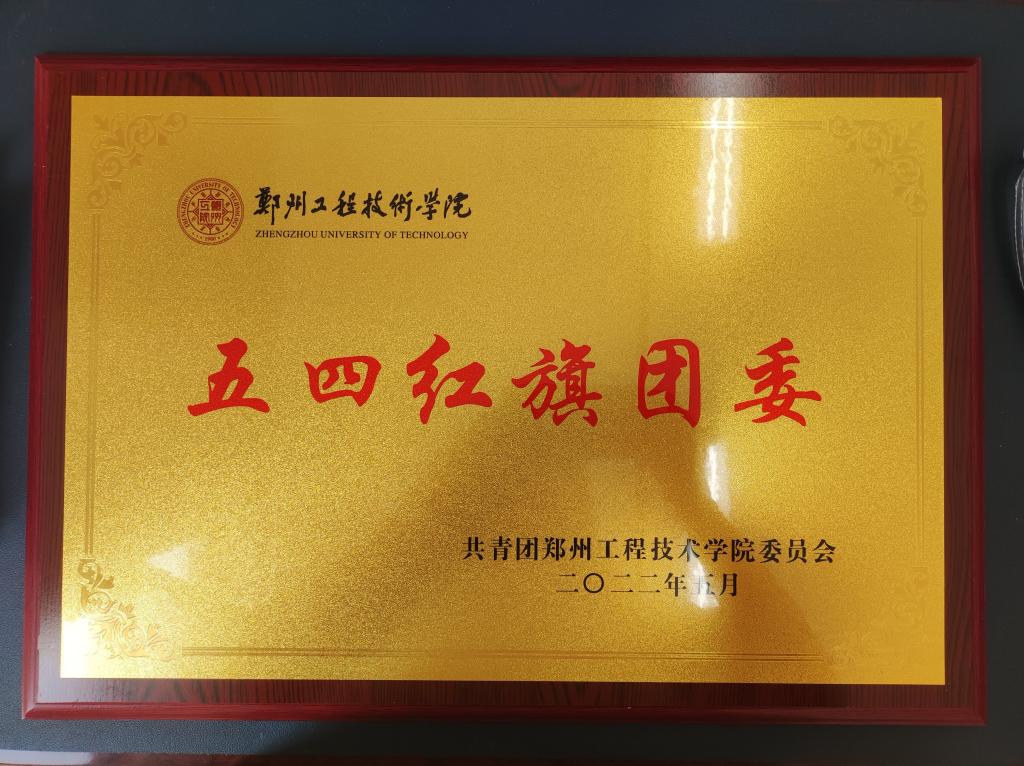 鄭州工程技術學院
ZHENGZHOU UNIVERSITY OF TECHNOLOGY
五四红旗团委
共青团郑州工程技术学院委员会
二〇二二年五月